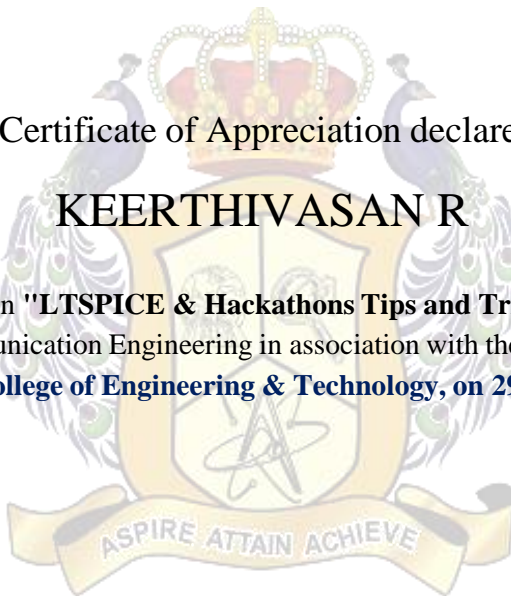 Certificate of Appreciation declare
KEERTHIVASAN R
n "LTSPICE & Hackathons Tips and Tr
unication Engineering in association with the
ollege of Engineering & Technology, on 29
ASPIRE ATTAIN ACHIEVE